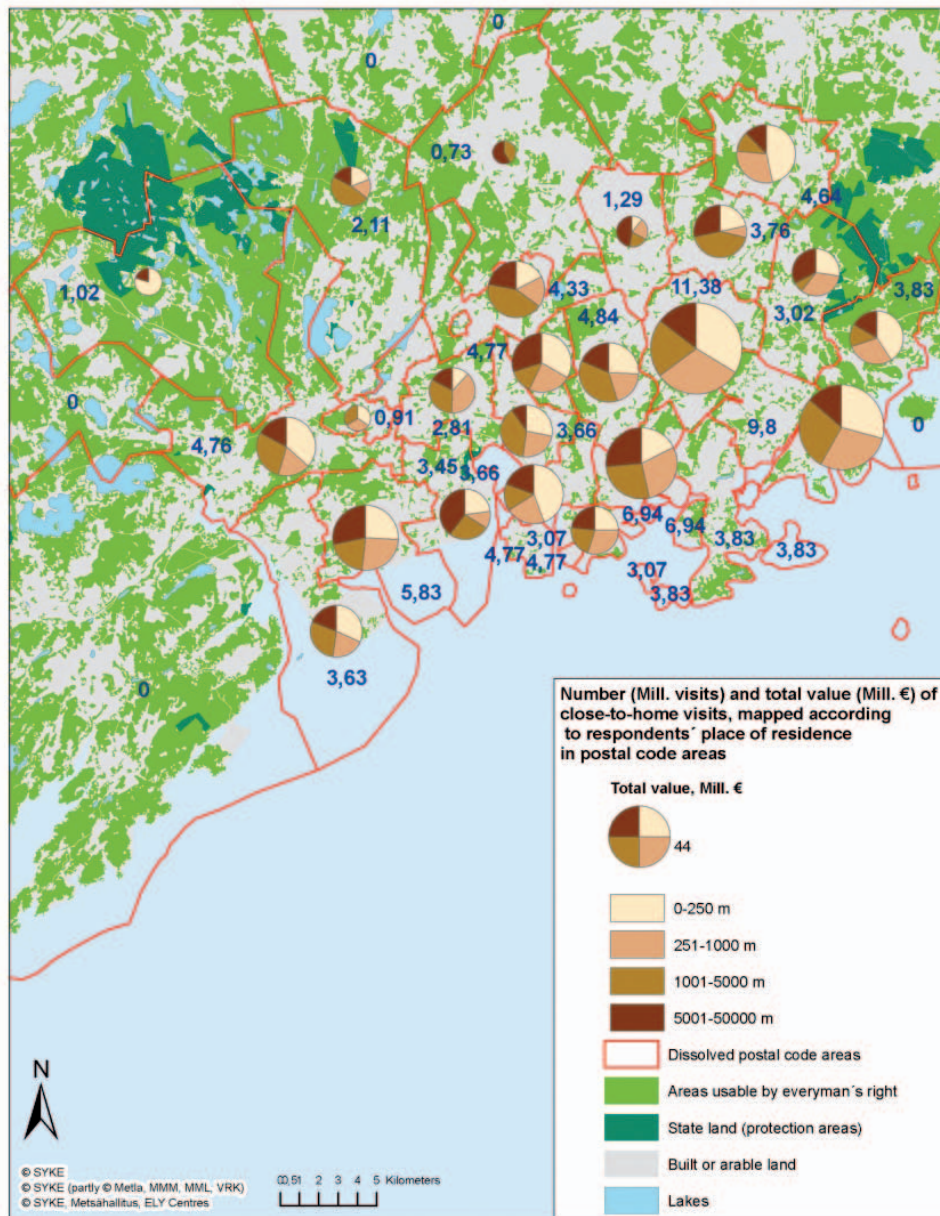 0
0
0,73
1,29
4,64
2,11
3,76
1,02
4,33
11,38
3,83
3,02
4,84
4,77
0
0,91
4,76
2,81
3,66
9,8
0
3,45
3,66
6,94
6,94
3,07
3,83
4,77
4,77
3,83
3,07
5,83
3,83
3,63
0
Number (Mill. visits) and total value (Mill. €) of
close-to-home visits, mapped according
to respondents´ place of residence
in postal code areas
Total value, Mill. €
44
0-250 m
251-1000 m
1001-5000 m
5001-50000 m
Dissolved postal code areas
Areas usable by everyman´s right
State land (protection areas)
Built or arable land
Lakes
N
© SYKE
© SYKE (partly © Metla, MMM, MML, VRK)
© SYKE, Metsähallitus, ELY Centres
00,51 2 3 4 5 Kilometers